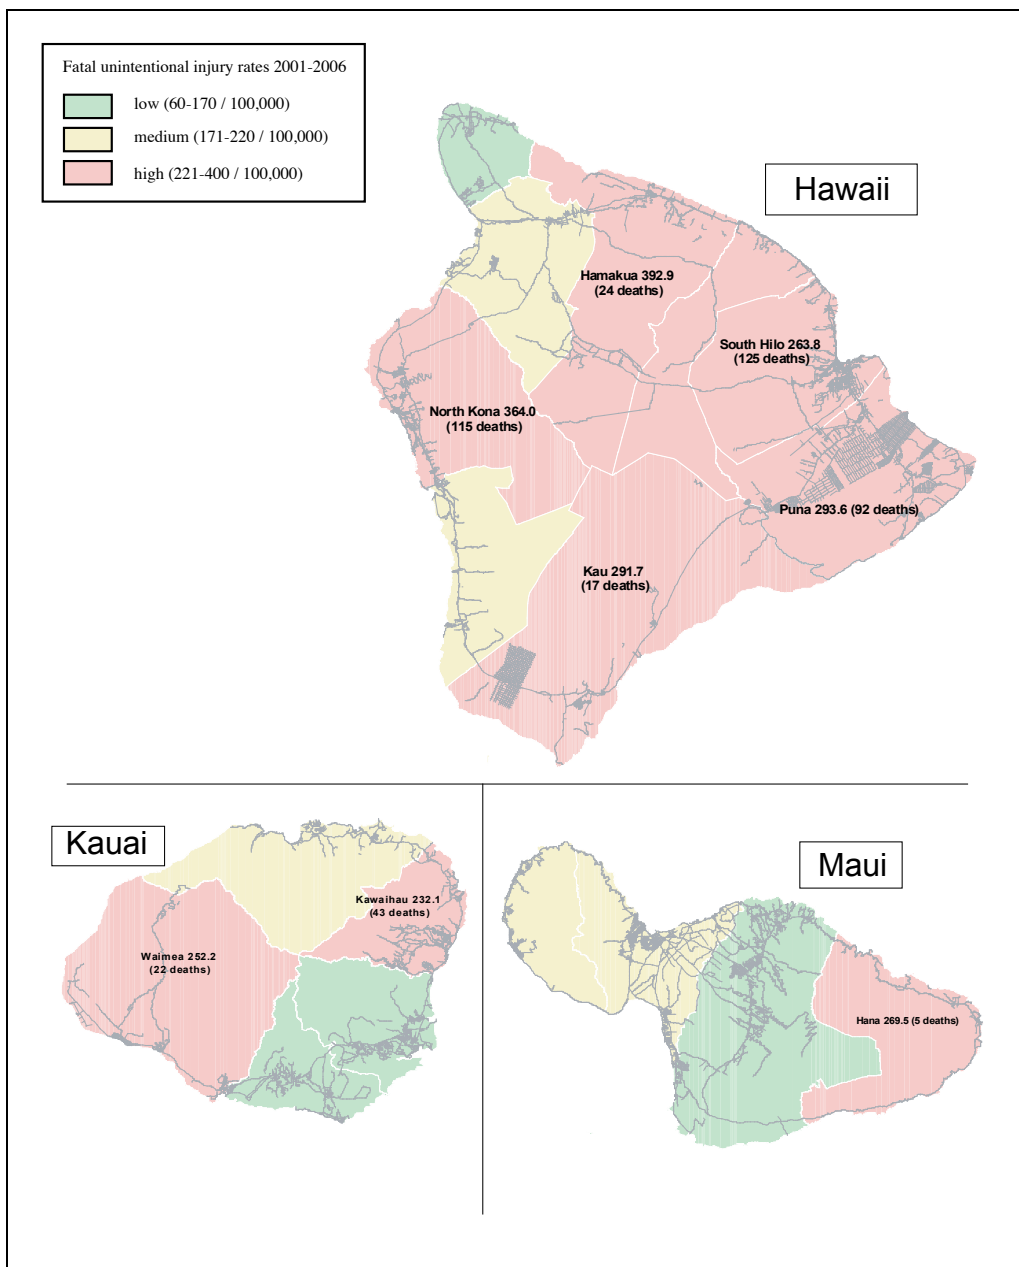 Fatal unintentional injury rates 2001-2006
low (60-170 / 100,000)
medium (171-220 / 100,000)
high (221-400 / 100,000)
Hawaii
Hamakua 392.9
(24 deaths)
South Hilo 263.8
(125 deaths)
North Kona 364.0
(115 deaths)
Puna 293.6 (92 deaths)
Kau 291.7
(17 deaths)
Kauai
Kawaihau 232.1
(43 deaths)
Waimea 252.2
(22 deaths)
Maui
Hana 269.5 (5 deaths)